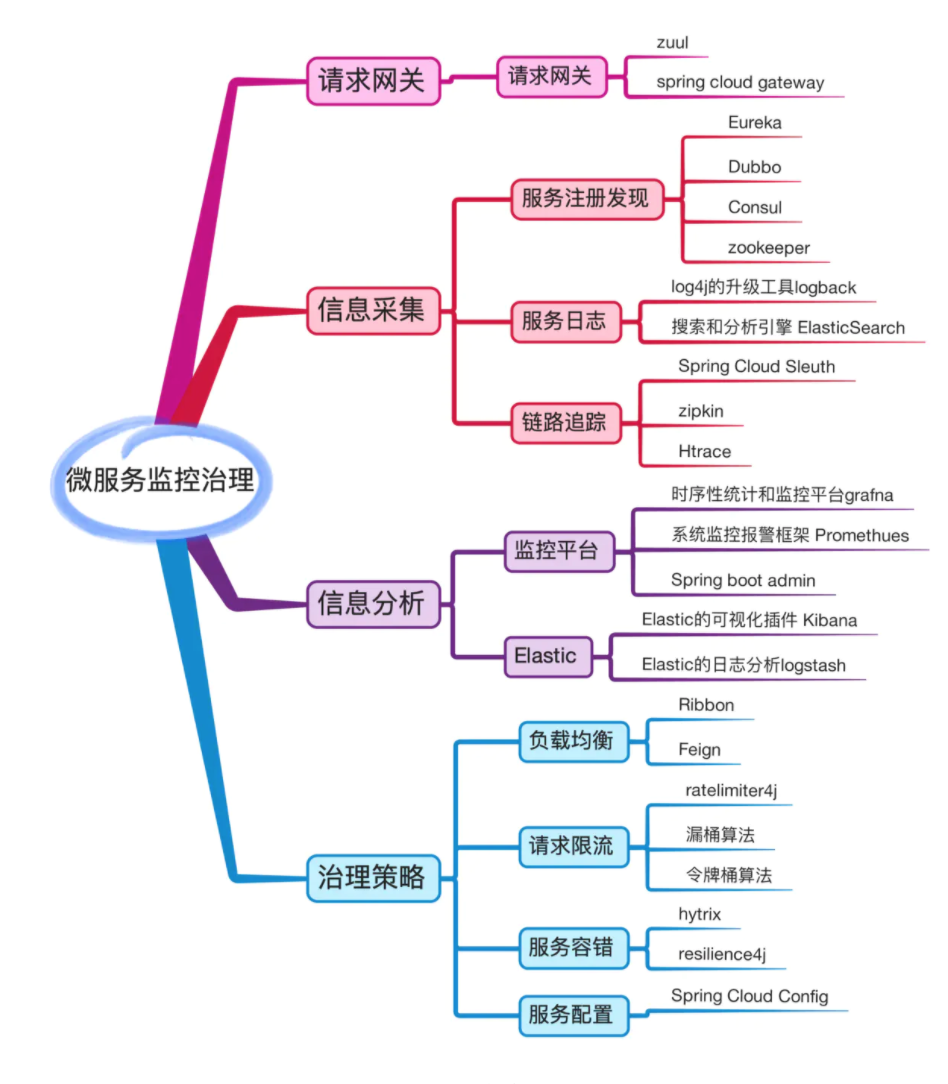 微服务监控治理
请求网关
请求网关
zuul
spring cloud gateway
信息采集
服务注册发现
Eureka
Dubbo
Consul
zookeeper
服务日志
log4j的升级工具logback
搜索和分析引擎 ElasticSearch
链路追踪
Spring Cloud Sleuth
zipkin
Htrace
信息分析
监控平台
时序性统计和监控平台grafna
系统监控报警框架 Promethues
Spring boot admin
Elastic
Elastic的可视化插件 Kibana
Elastic的日志分析logstash
治理策略
负载均衡
Ribbon
Feign
请求限流
ratelimiter4j
漏桶算法
令牌桶算法
服务容错
hytrix
resilience4j
服务配置
Spring Cloud Config